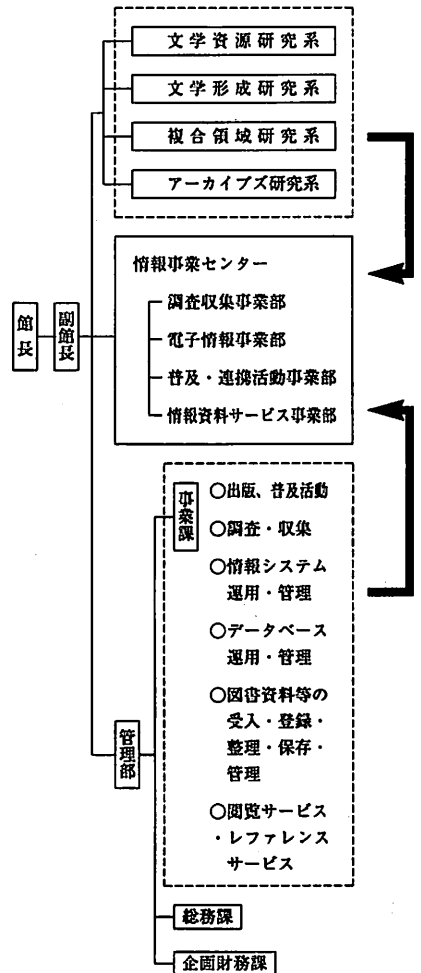 文学資源研究系
文学形成研究系
複合領域研究系
アーカイブズ研究系
情報事業センター
調査収集事業部
電子情報事業部
普及・連携活動事業部
情報資料サービス事業部
館長
副館長
事業課
○出版、普及活動
○調査・収集
○情報システム
運用・管理
○データベース
運用・管理
○図書資料等の
受入・登録・
整理・保存・
管理
○閲覧サービス
・レファレンス
サービス
管理部
総務課
企画財務課